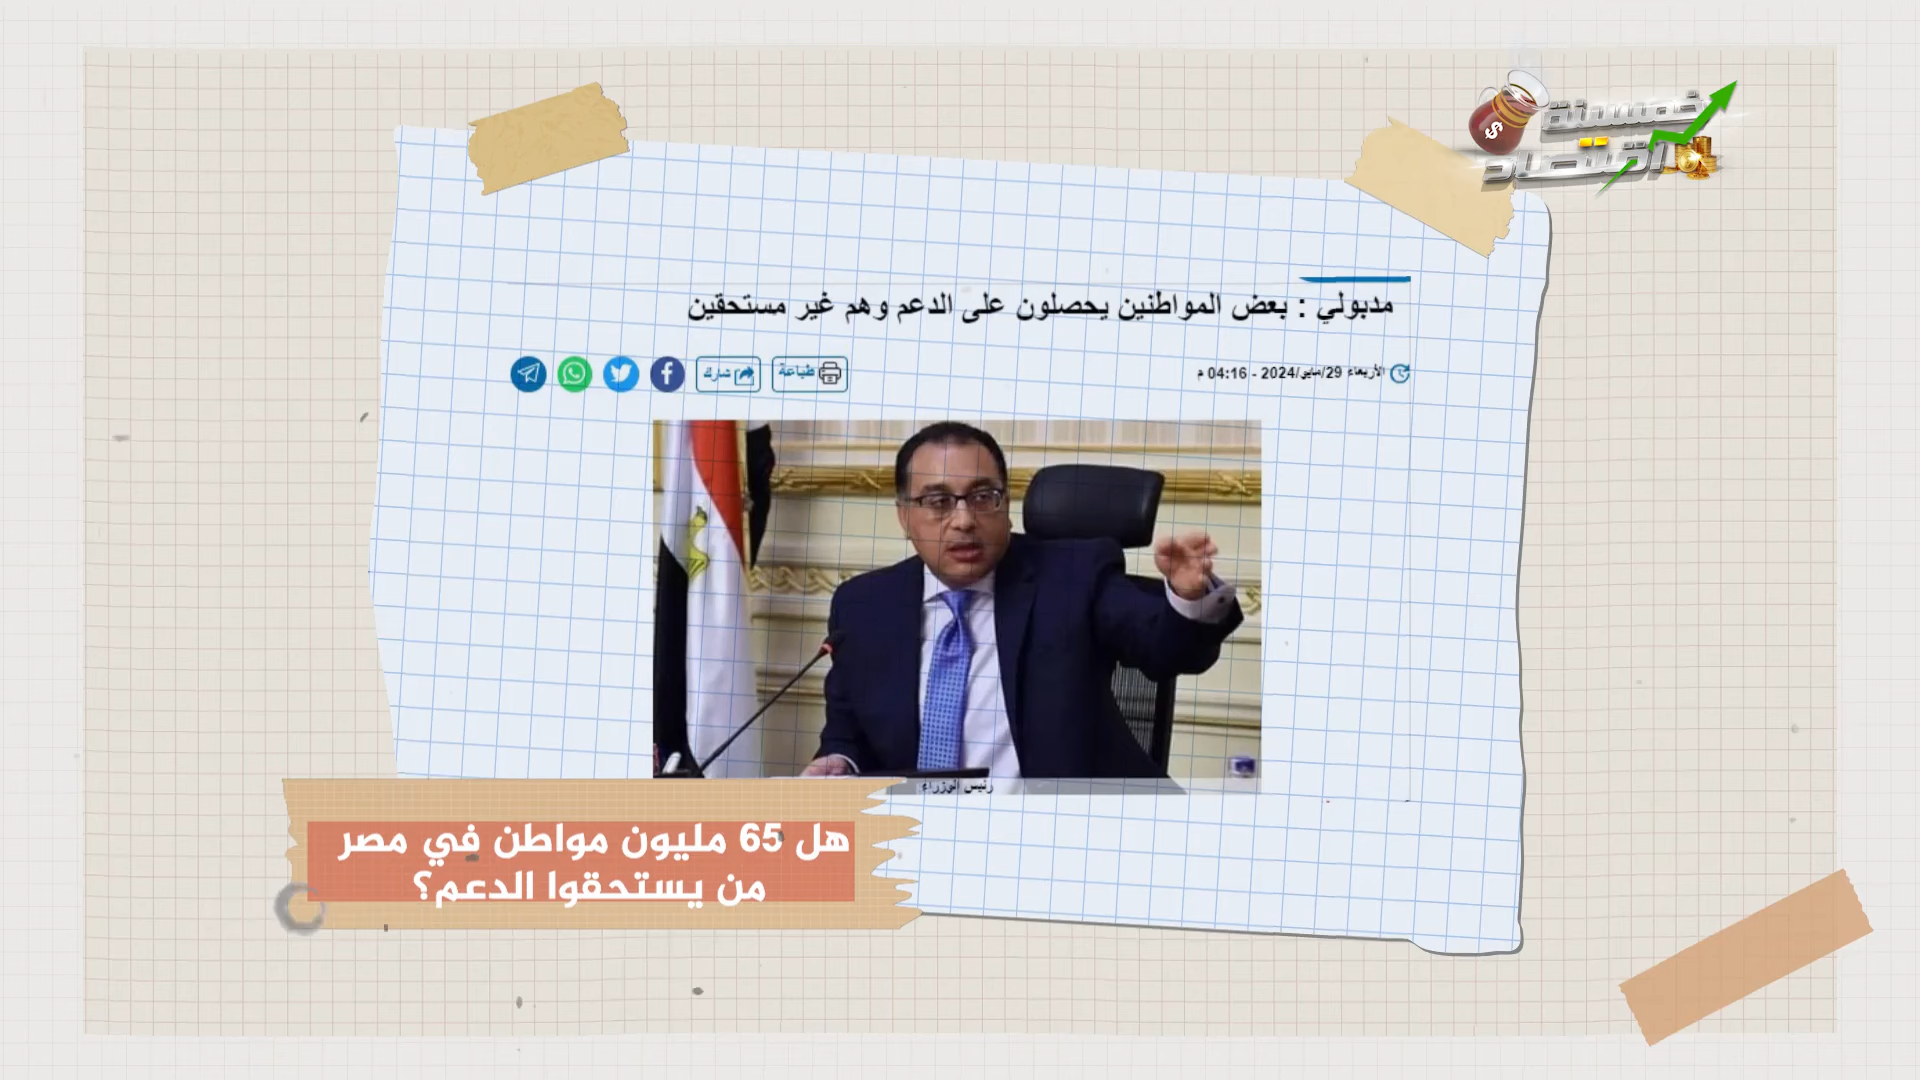 خمسينة
اقتصاد
مدبولي : بعض المواطنين يحصلون على الدعم وهم غير مستحقين
الأربعاء 29/مايو/2024 - 04:16 م
طباعة
شارك
رئيس الوزراء
هل 65 مليون مواطن في مصر
من يستحقوا الدعم؟